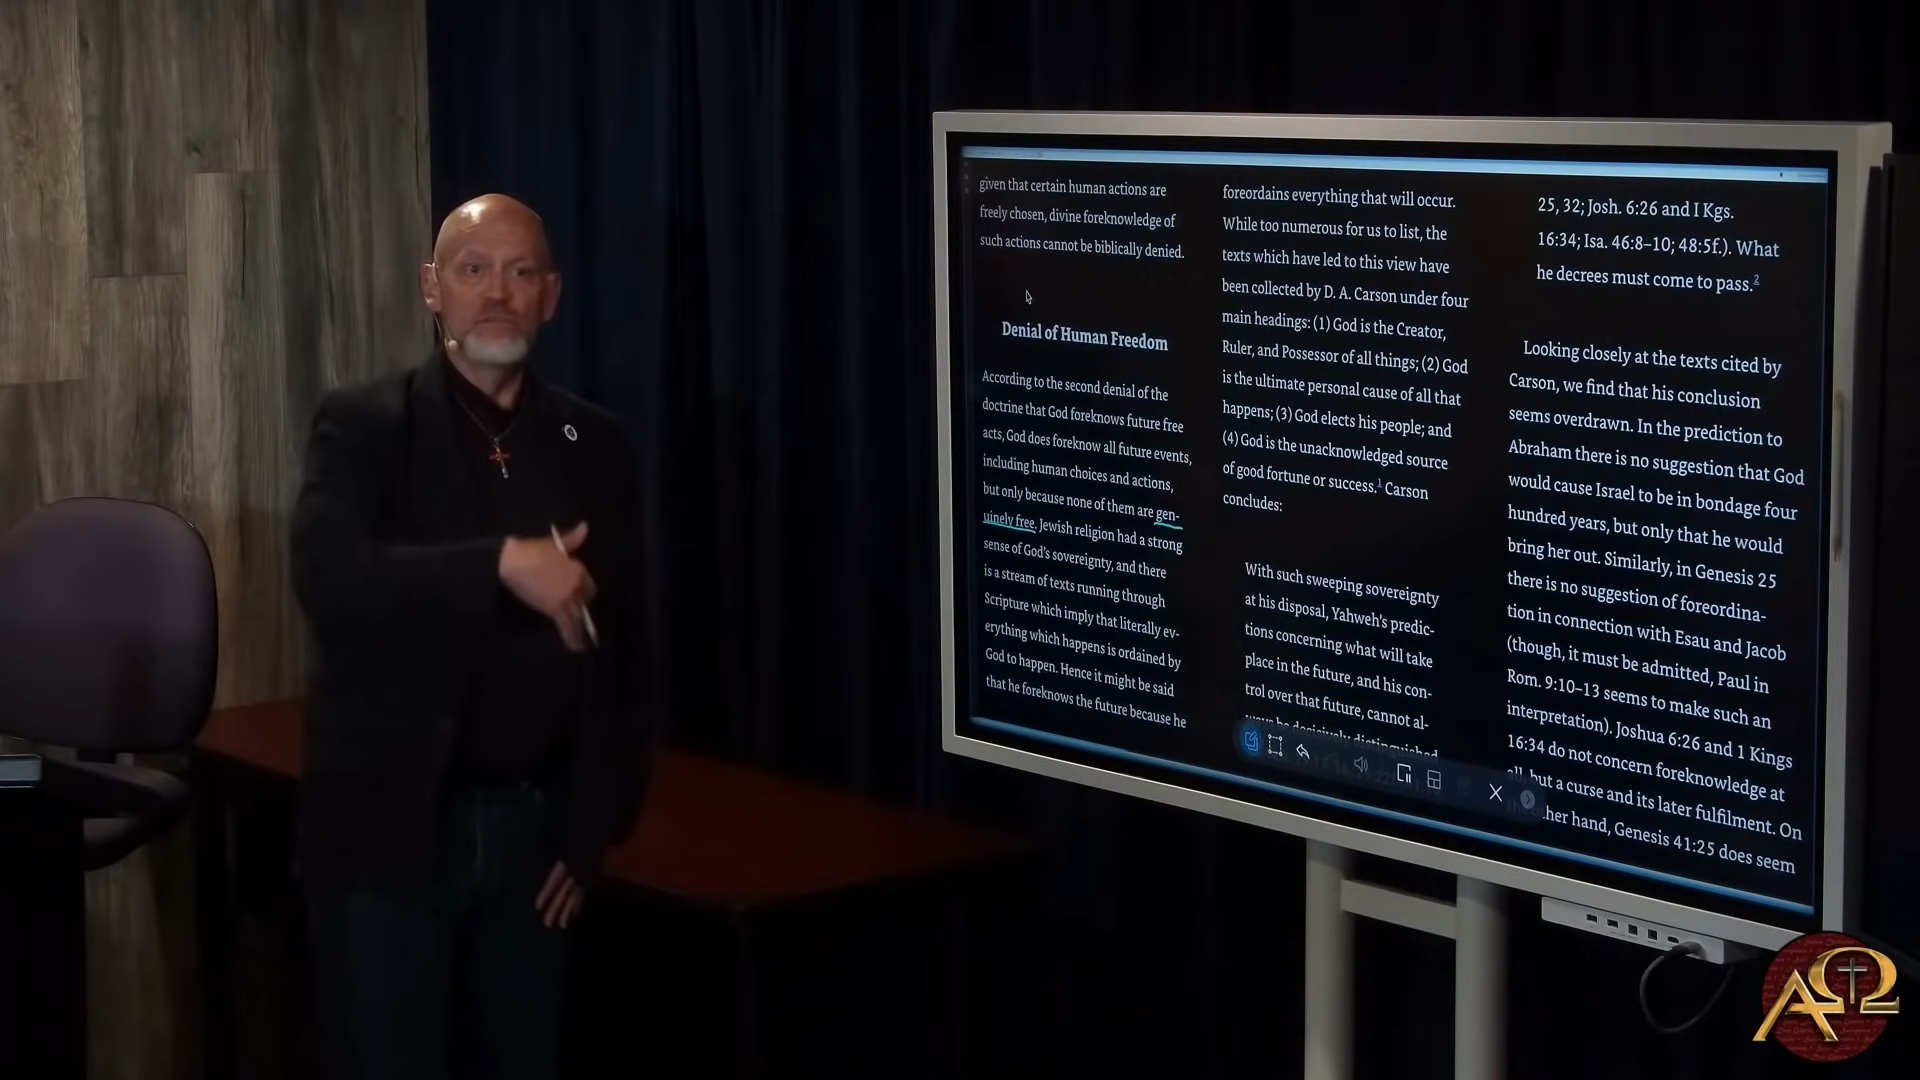 given that certain human actions are
freely chosen, divine foreknowledge of
such actions cannot be biblically denied.
Denial of Human Freedom
According to the second denial of the
doctrine that God foreknows future free
acts, God does foreknow all future events,
including human choices and actions,
but only because none of them are gen-
uinely free. Jewish religion had a strong
sense of God's sovereignty, and there
is a stream of texts running through
Scripture which imply that literally ev-
erything which happens is ordained by
God to happen. Hence it might be said
that he foreknows the future because he
foreordains everything that will occur.
While too numerous for us to list, the
texts which have led to this view have
been collected by D. A. Carson under four
main headings: (1) God is the Creator,
Ruler, and Possessor of all things; (2) God
is the ultimate personal cause of all that
happens; (3) God elects his people; and
(4) God is the unacknowledged source
of good fortune or success.1 Carson
concludes:
With such sweeping sovereignty
at his disposal, Yahweh's predic-
tions concerning what will take
place in the future, and his con-
trol over that future, cannot al-
ways be decisively distinguished
25, 32; Josh. 6:26 and I Kgs.
16:34; Isa. 46:8–10; 48:5f.). What
he decrees must come to pass.2
Looking closely at the texts cited by
Carson, we find that his conclusion
seems overdrawn. In the prediction to
Abraham there is no suggestion that God
would cause Israel to be in bondage four
hundred years, but only that he would
bring her out. Similarly, in Genesis 25
there is no suggestion of foreordina-
tion in connection with Esau and Jacob
(though, it must be admitted, Paul in
Rom. 9:10–13 seems to make such an
interpretation). Joshua 6:26 and 1 Kings
16:34 do not concern foreknowledge at
all, but a curse and its later fulfilment. On
the other hand, Genesis 41:25 does seem
ΑΩ